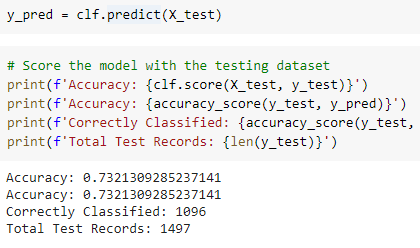 y_pred = clf.predict(X_test)
# Score the model with the testing dataset
print(f'Accuracy: {clf.score(X_test, y_test)}')
print(f'Accuracy: {accuracy_score(y_test, y_pred)}')
print(f'Correctly Classified: {accuracy_score(y_test,
print(f'Total Test Records: {len(y_test)}')
Accuracy: 0.7321309285237141
Accuracy: 0.7321309285237141
Correctly Classified: 1096
Total Test Records: 1497